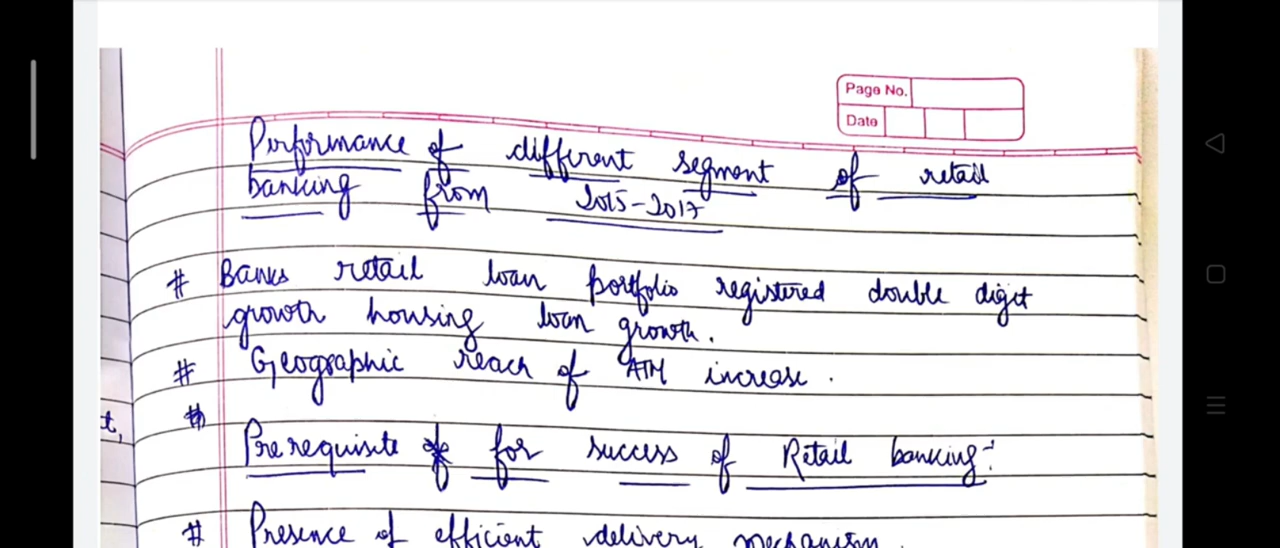 Page No.
Date
Performance of different segment of retail
banking from 2015-2017
# Banks retail loan portfolio registered double digit
growth housing loan growth.
# Geographic reach of ATM increase.
#
t,
Prerequisite of for success of Retail banking:-
# Presence of efficient delivery mechanism.